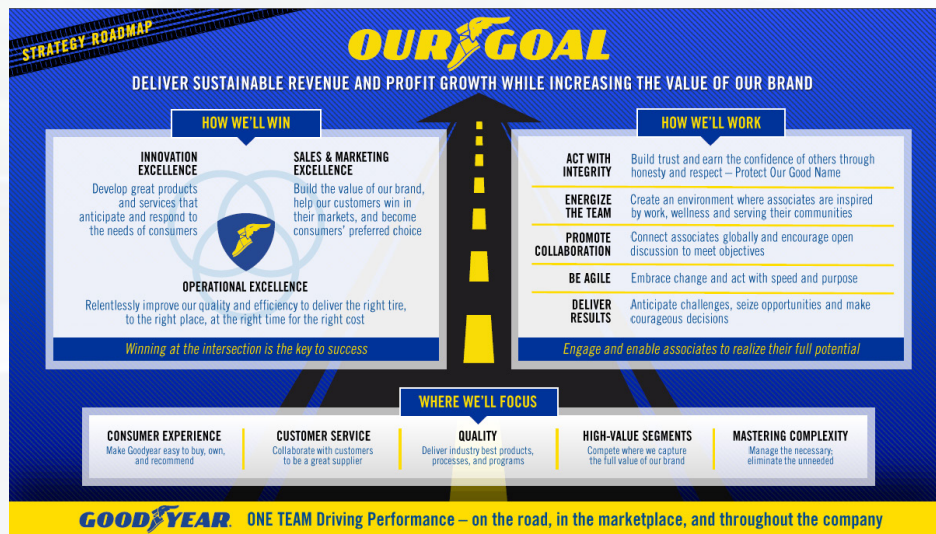 STRATEGY ROADMAP
OUR GOAL
DELIVER SUSTAINABLE REVENUE AND PROFIT GROWTH WHILE INCREASING THE VALUE OF OUR BRAND
HOW WE'LL WIN
INNOVATION
EXCELLENCE
Develop great products
and services that
anticipate and respond to
the needs of consumers
SALES & MARKETING
EXCELLENCE
Build the value of our brand,
help our customers win in
their markets, and become
consumers' preferred choice
OPERATIONAL EXCELLENCE
Relentlessly improve our quality and efficiency to deliver the right tire,
to the right place, at the right time for the right cost
Winning at the intersection is the key to success
HOW WE'LL WORK
ACT WITH
INTEGRITY
Build trust and earn the confidence of others through
honesty and respect – Protect Our Good Name
ENERGIZE
THE TEAM
Create an environment where associates are inspired
by work, wellness and serving their communities
PROMOTE
COLLABORATION
Connect associates globally and encourage open
discussion to meet objectives
BE AGILE
Embrace change and act with speed and purpose
DELIVER
RESULTS
Anticipate challenges, seize opportunities and make
courageous decisions
Engage and enable associates to realize their full potential
WHERE WE'LL FOCUS
CONSUMER EXPERIENCE
Make Goodyear easy to buy, own,
and recommend
CUSTOMER SERVICE
Collaborate with customers
to be a great supplier
QUALITY
Deliver industry best products,
processes, and programs
HIGH-VALUE SEGMENTS
Compete where we capture
the full value of our brand
MASTERING COMPLEXITY
Manage the necessary;
eliminate the unneeded
GOODYEAR. ONE TEAM Driving Performance – on the road, in the marketplace, and throughout the company